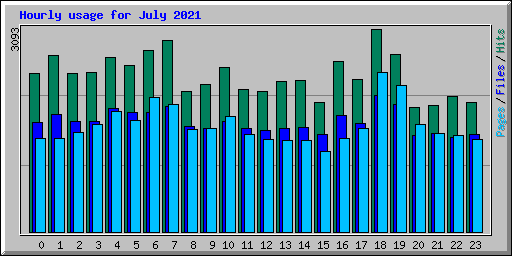 Hourly usage for July 2021
3093
Pages / Files / Hits
0 1 2 3 4 5 6 7 8 9 10 11 12 13 14 15 16 17 18 19 20 21 22 23